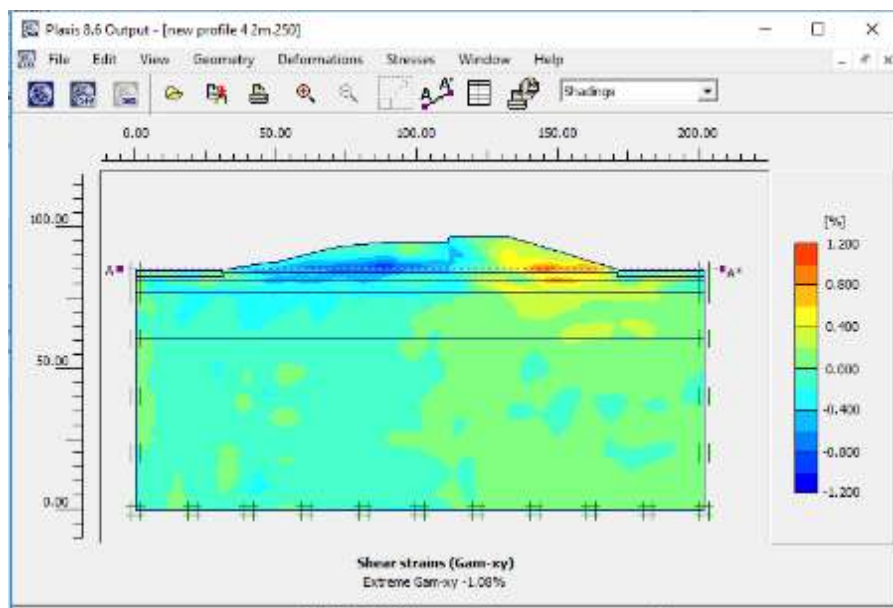 Plaxis 8.6 Output - [new profile 4 2m.250]
File Edit View Geometry Deformations Stresses Window Help
Shadings
0.00 50.00 100.00 150.00 200.00
100.00
[%]
1.200
A A*
0.800
0.400
50.00
0.000
-0.400
-0.800
0.00
-1.200
Shear strains (Gam-xy)
Extreme Gam-xy -1.08%